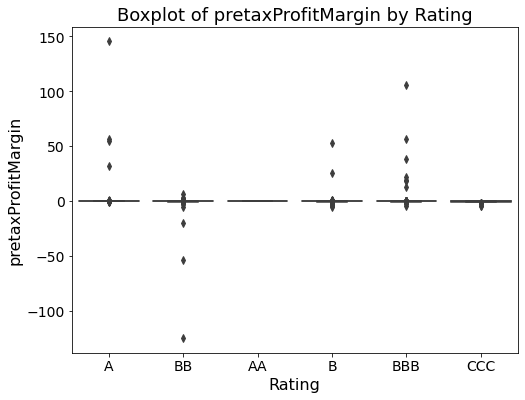 Boxplot of pretaxProfitMargin by Rating
150
100
50
0
−50
−100
pretaxProfitMargin
A BB AA B BBB CCC
Rating